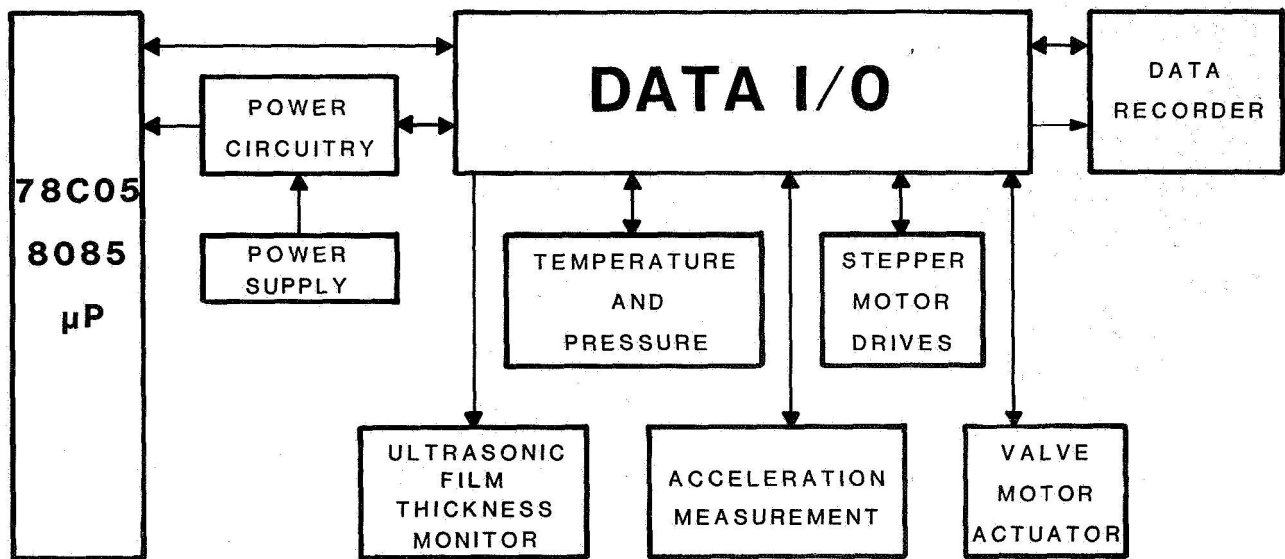 78C05
8085
µP
POWER
CIRCUITRY
POWER
SUPPLY
DATA I/O
DATA
RECORDER
TEMPERATURE
AND
PRESSURE
STEPPER
MOTOR
DRIVES
ULTRASONIC
FILM
THICKNESS
MONITOR
ACCELERATION
MEASUREMENT
VALVE
MOTOR
ACTUATOR